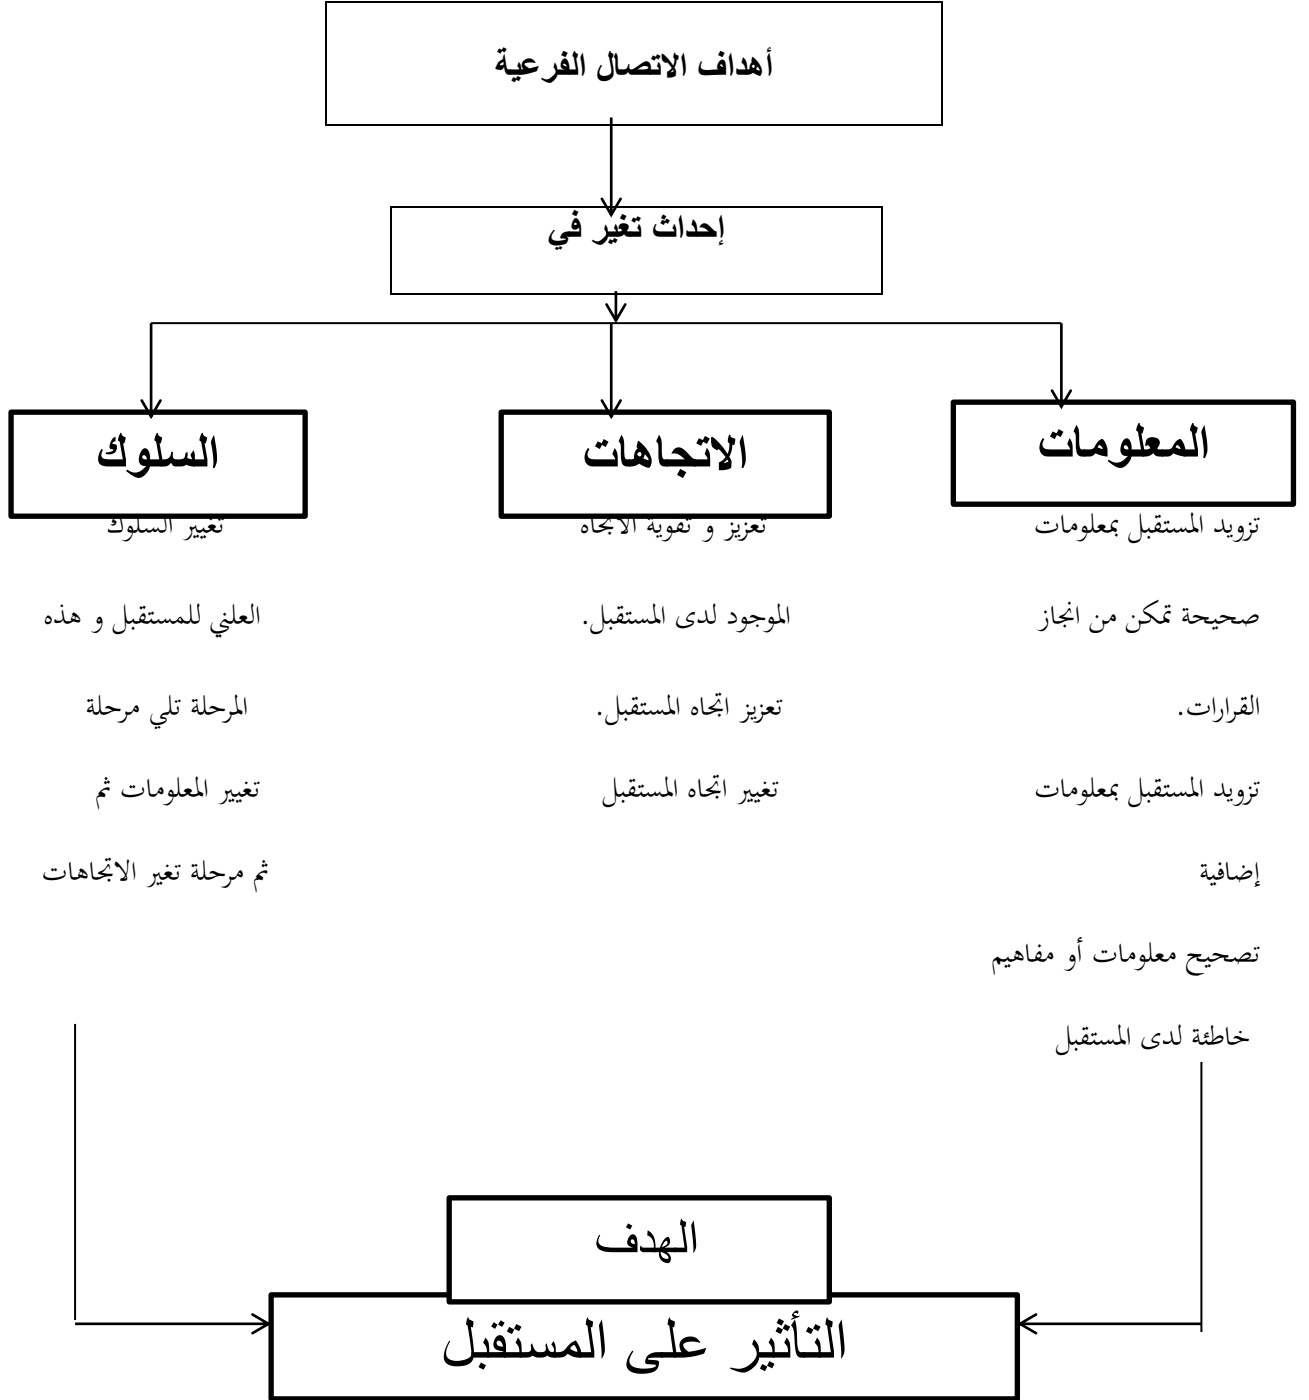 أهداف الاتصال الفرعية
إحداث تغير في
المعلومات
تزويد المستقبل بمعلومات
صحيحة تمكن من انجاز
القرارات.
تزويد المستقبل بمعلومات
إضافية
تصحيح معلومات أو مفاهيم
خاطئة لدى المستقبل
الاتجاهات
تعزيز و تقوية الاتجاه
الموجود لدى المستقبل.
تعزيز اتجاه المستقبل.
تغيير اتجاه المستقبل
السلوك
تغيير السلوك
العلني للمستقبل و هذه
المرحلة تلي مرحلة
تغيير المعلومات ثم
ثم مرحلة تغير الاتجاهات
الهدف
التأثير على المستقبل